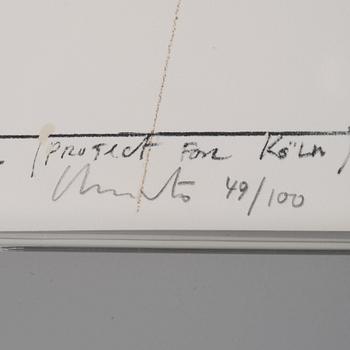 (PROJECT FOR KÖLN)
Christo 49/100